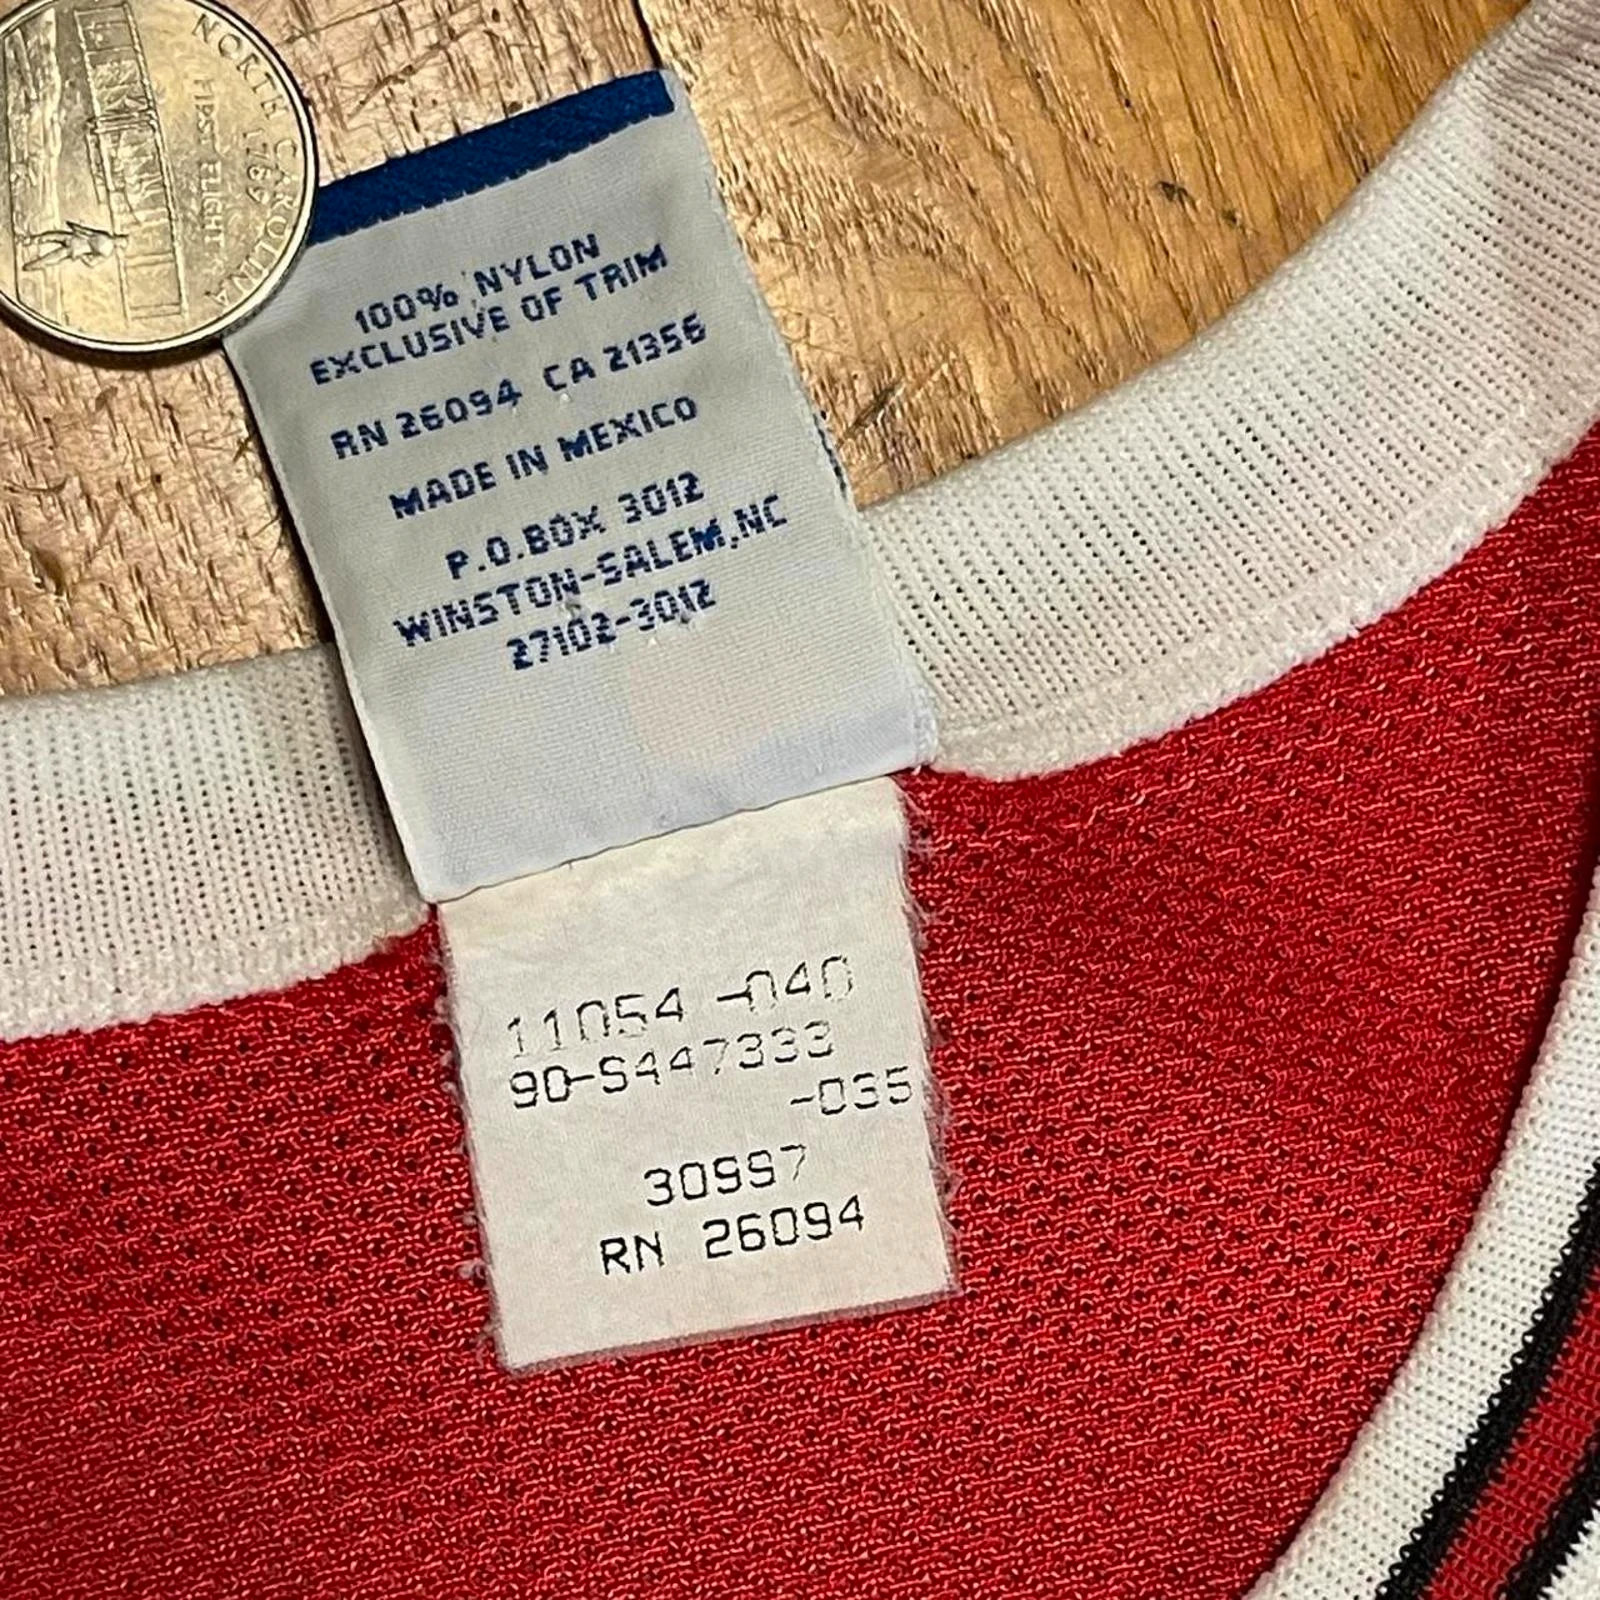 NORTH CAROLINA
1789
FIRST FLIGHT
100% NYLON
EXCLUSIVE OF TRIM
RN 26094 CA 21356
MADE IN MEXICO
P.O.BOX 3012
WINSTON-SALEM,NC
27102-3012
11054 -040
90-S447333
-035
30997
RN 26094